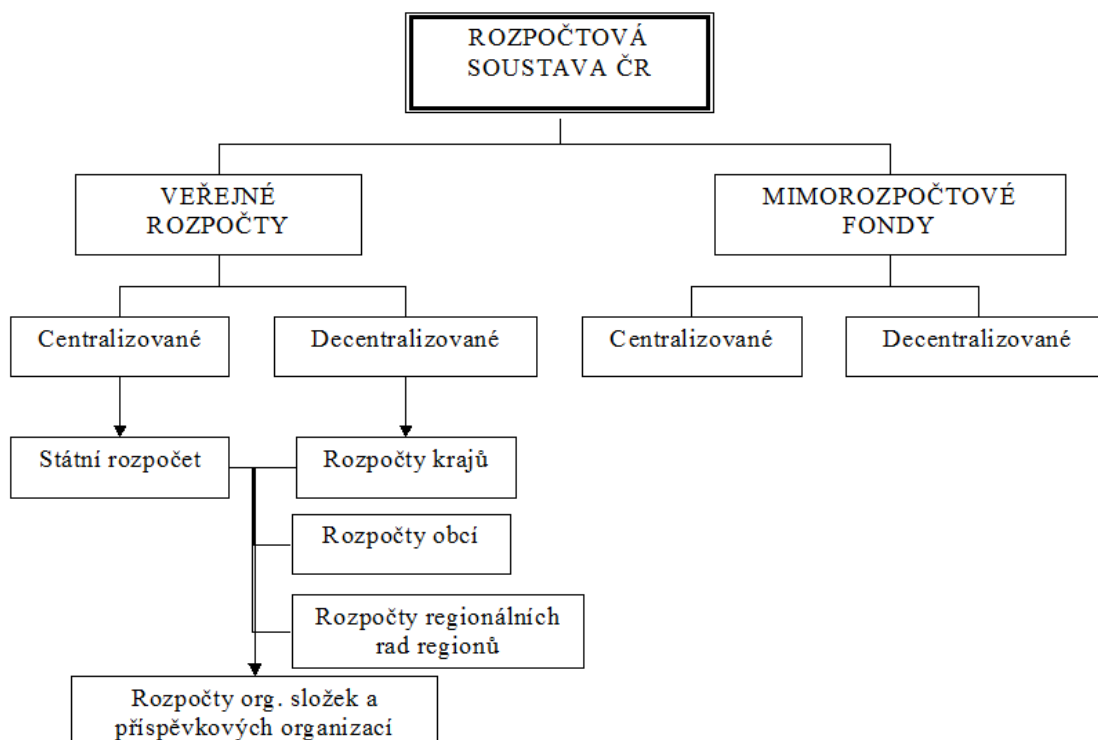 ROZPOČTOVÁ
SOUSTAVA ČR
VEŘEJNÉ
ROZPOČTY
MIMOROZPOČTOVÉ
FONDY
Centralizované
Decentralizované
Centralizované
Decentralizované
Státní rozpočet
Rozpočty krajů
Rozpočty obcí
Rozpočty regionálních
rad regionů
Rozpočty org. složek a
příspěvkových organizací